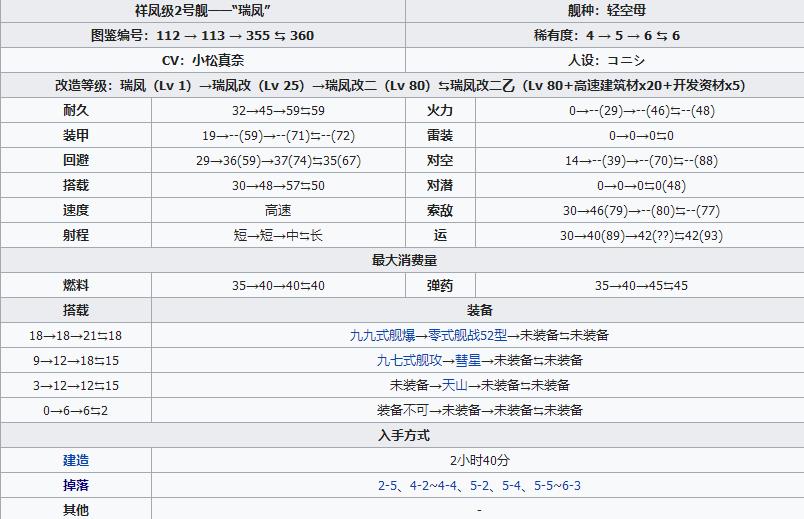 祥凤级2号舰——“瑞凤” 舰种：轻空母
图鉴编号：112 → 113 → 355 ⇆ 360 稀有度：4 → 5 → 6 ⇆ 6
CV：小松真奈 人设：コニシ
改造等级：瑞凤（Lv 1）→瑞凤改（Lv 25）→瑞凤改二（Lv 80）⇆瑞凤改二乙（Lv 80+高速建筑材x20+开发资材x5）
耐久 32→45→59⇆59 火力 0→--(29)→--(46)⇆--(48)
装甲 19→--(59)→--(71)⇆--(72) 雷装 0→0→0⇆0
回避 29→36(59)→37(74)⇆35(67) 对空 14→--(39)→--(70)⇆--(88)
搭载 30→48→57⇆50 对潜 0→0→0⇆0(48)
速度 高速 索敌 30→46(79)→--(80)⇆--(77)
射程 短→短→中⇆长 运 30→40(89)→42(??)⇆42(93)
最大消费量
燃料 35→40→40⇆40 弹药 35→40→45⇆45
搭载 装备
18→18→21⇆18 九九式舰爆→零式舰战52型→未装备⇆未装备
9→12→18⇆15 九七式舰攻→彗星→未装备⇆未装备
3→12→12⇆15 未装备→天山→未装备⇆未装备
0→6→6⇆2 装备不可→未装备→未装备⇆未装备
入手方式
建造 2小时40分
掉落 2-5、4-2~4-4、5-2、5-4、5-5~6-3
其他 -